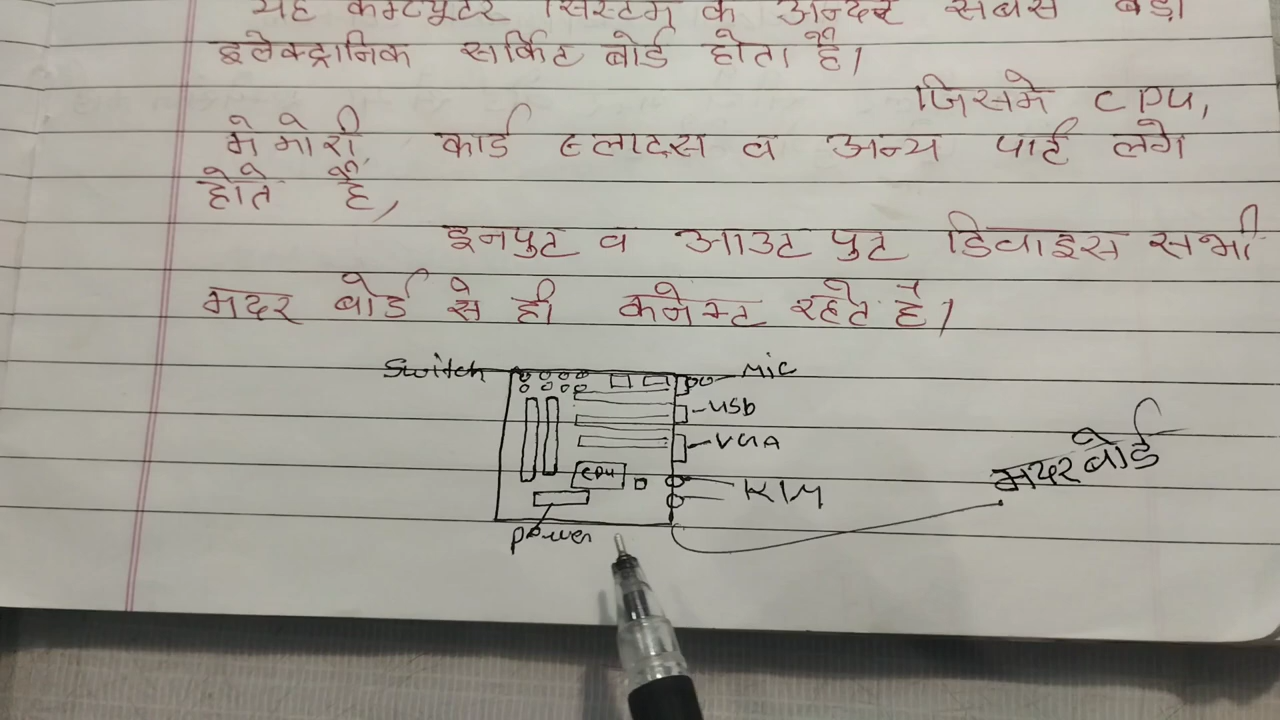 यह कम्प्यूटर सिस्टम के अन्दर सबसे बड़ा
इलेक्ट्रानिक सर्किट बोर्ड होता है।
जिसमे CPU,
मेमोरी, कार्ड स्लाट्स व अन्य पार्ट लगे
होते है,
इनपुट व आउट पुट डिवाइस सभी
मदर बोर्ड से ही कनेक्ट रहते है।
Switch
Mic
USb
VGA
CPU
K/M
power
मदर बोर्ड